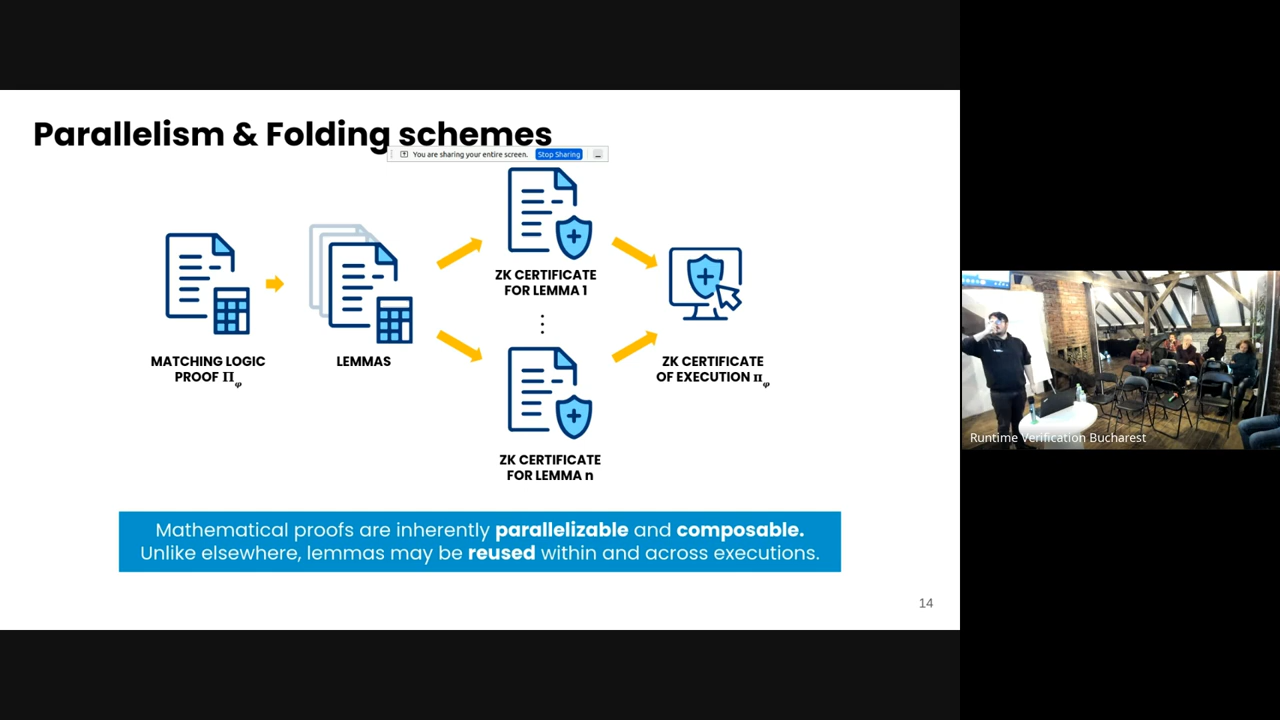 Parallelism & Folding schemes
You are sharing your entire screen.
Stop Sharing
ZK CERTIFICATE
FOR LEMMA 1
MATCHING LOGIC
PROOF Π𝜑
LEMMAS
ZK CERTIFICATE
OF EXECUTION π𝜑
ZK CERTIFICATE
FOR LEMMA n
Mathematical proofs are inherently parallelizable and composable.
Unlike elsewhere, lemmas may be reused within and across executions.
14
Runtime Verification Bucharest